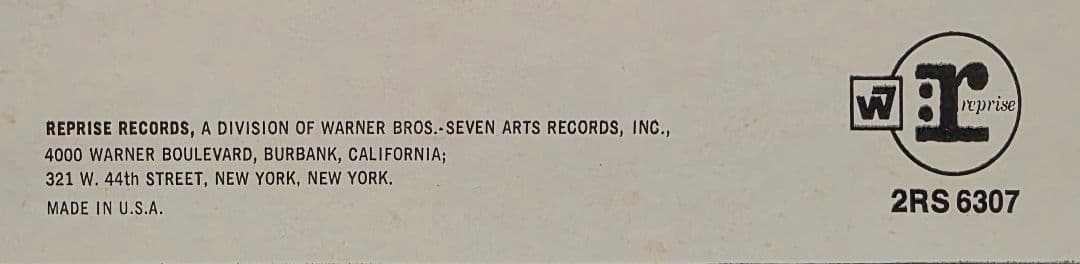 REPRISE RECORDS, A DIVISION OF WARNER BROS.-SEVEN ARTS RECORDS, INC.,
4000 WARNER BOULEVARD, BURBANK, CALIFORNIA;
321 W. 44th STREET, NEW YORK, NEW YORK.
MADE IN U.S.A.
W7
:r
reprise
2RS 6307